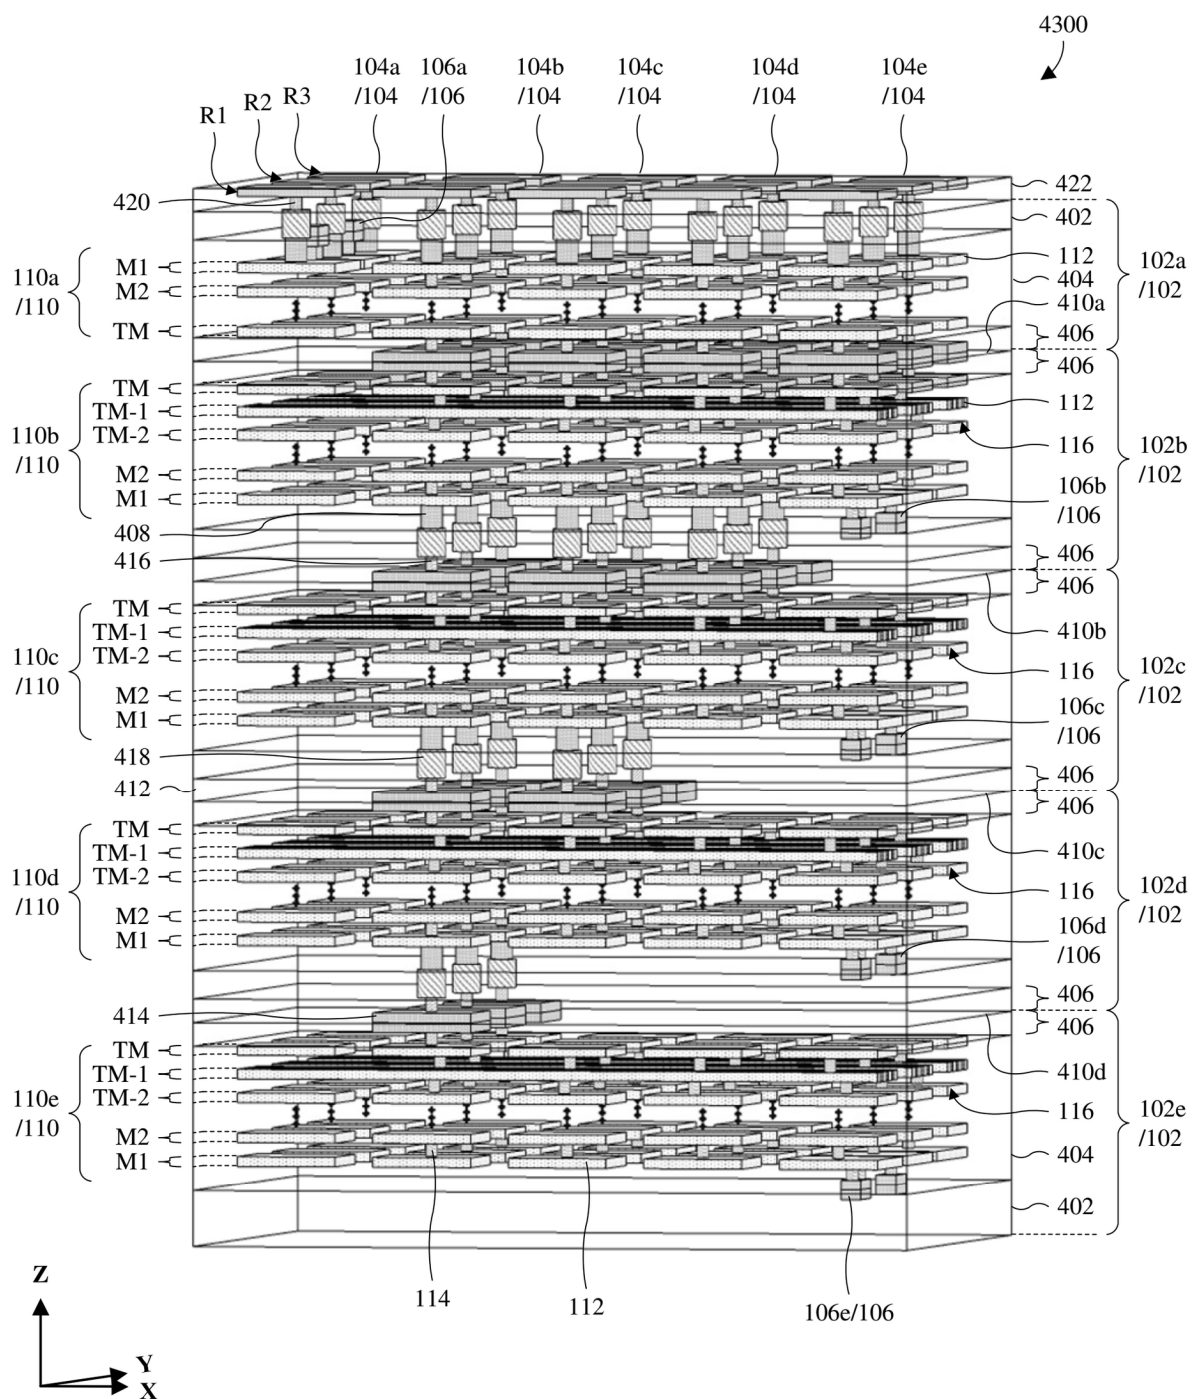 4300
104a 106a 104b 104c 104d 104e
/104 /106 /104 /104 /104 /104
R3
R2
R1
422
420
402
110a
/110
M1
M2
TM
112
404
410a
406
406
102a
/102
110b
/110
TM
TM-1
TM-2
M2
M1
112
116
106b
/106
102b
/102
408
416
406
406
110c
/110
TM
TM-1
TM-2
M2
M1
410b
116
106c
/106
102c
/102
418
412
406
406
110d
/110
TM
TM-1
TM-2
M2
M1
410c
116
106d
/106
102d
/102
414
406
406
110e
/110
TM
TM-1
TM-2
M2
M1
410d
116
404
402
102e
/102
114
112
106e/106
Z
Y
X